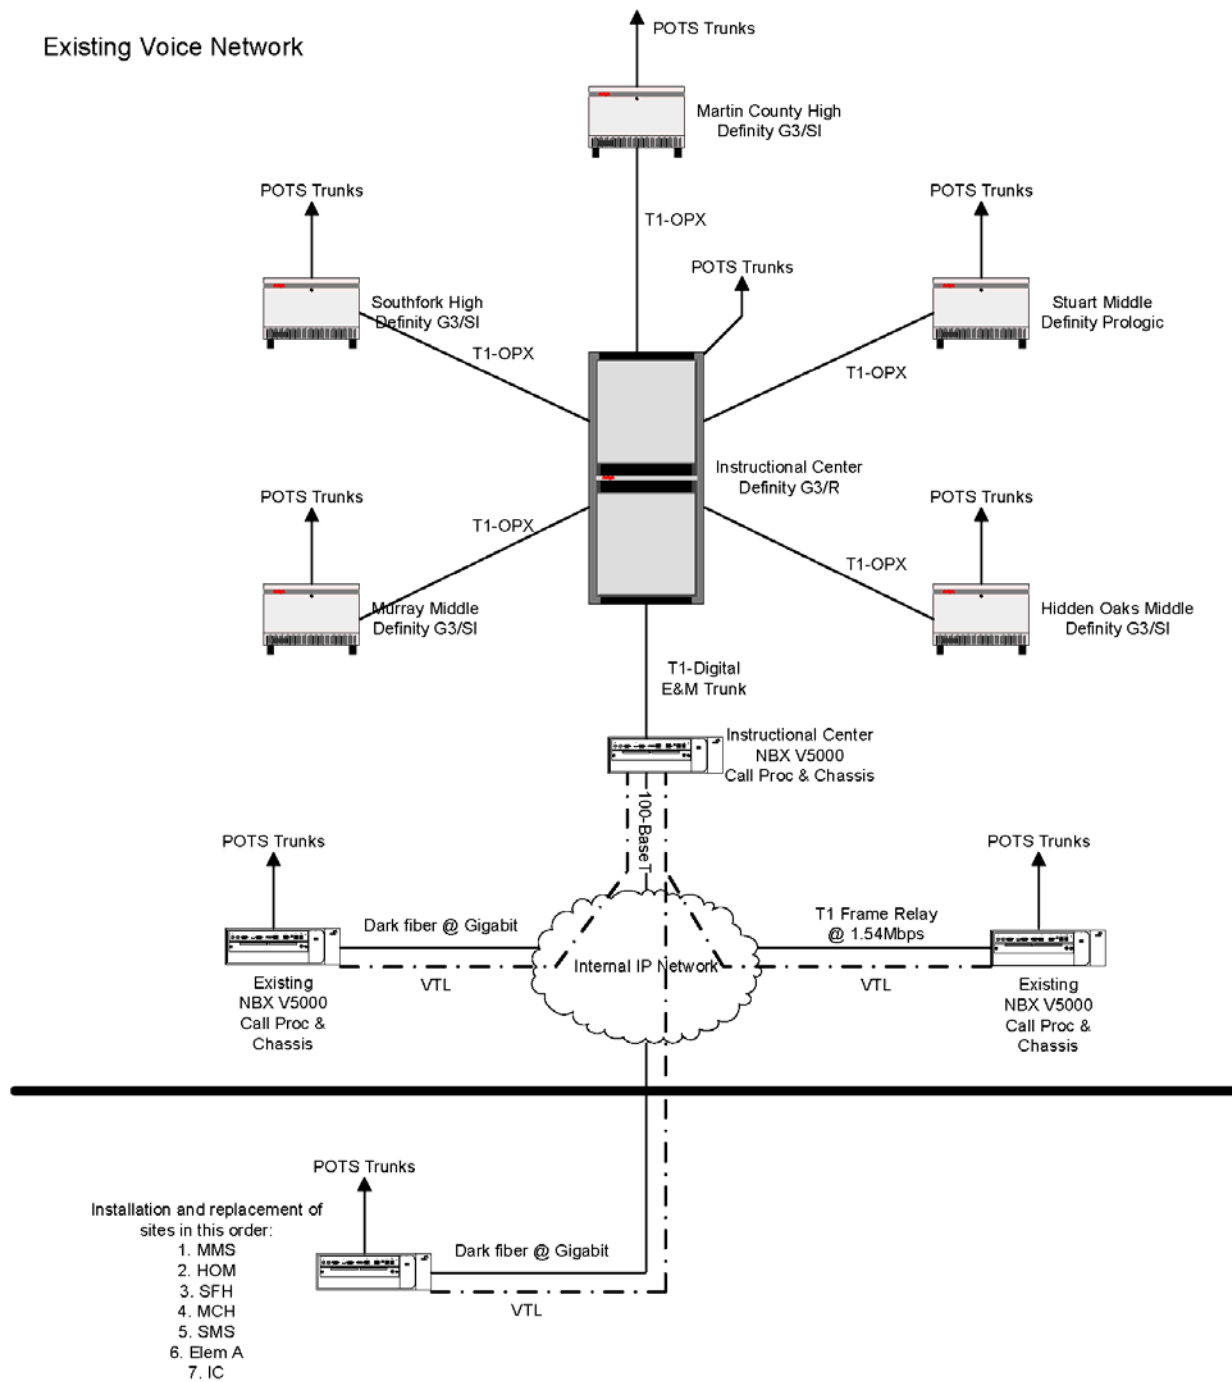 Existing Voice Network
POTS Trunks
Martin County High
Definity G3/SI
POTS Trunks
POTS Trunks
T1-OPX
POTS Trunks
Southfork High
Definity G3/SI
Stuart Middle
Definity Prologic
T1-OPX
T1-OPX
Instructional Center
Definity G3/R
POTS Trunks
POTS Trunks
T1-OPX
T1-OPX
Murray Middle
Definity G3/SI
Hidden Oaks Middle
Definity G3/SI
T1-Digital
E&M Trunk
Instructional Center
NBX V5000
Call Proc & Chassis
100-BaseT
POTS Trunks
POTS Trunks
Dark fiber @ Gigabit
T1 Frame Relay
@ 1.54Mbps
Internal IP Network
VTL
VTL
Existing
NBX V5000
Call Proc &
Chassis
Existing
NBX V5000
Call Proc &
Chassis
POTS Trunks
Installation and replacement of
sites in this order:
1. MMS
2. HOM
3. SFH
4. MCH
5. SMS
6. Elem A
7. IC
Dark fiber @ Gigabit
VTL